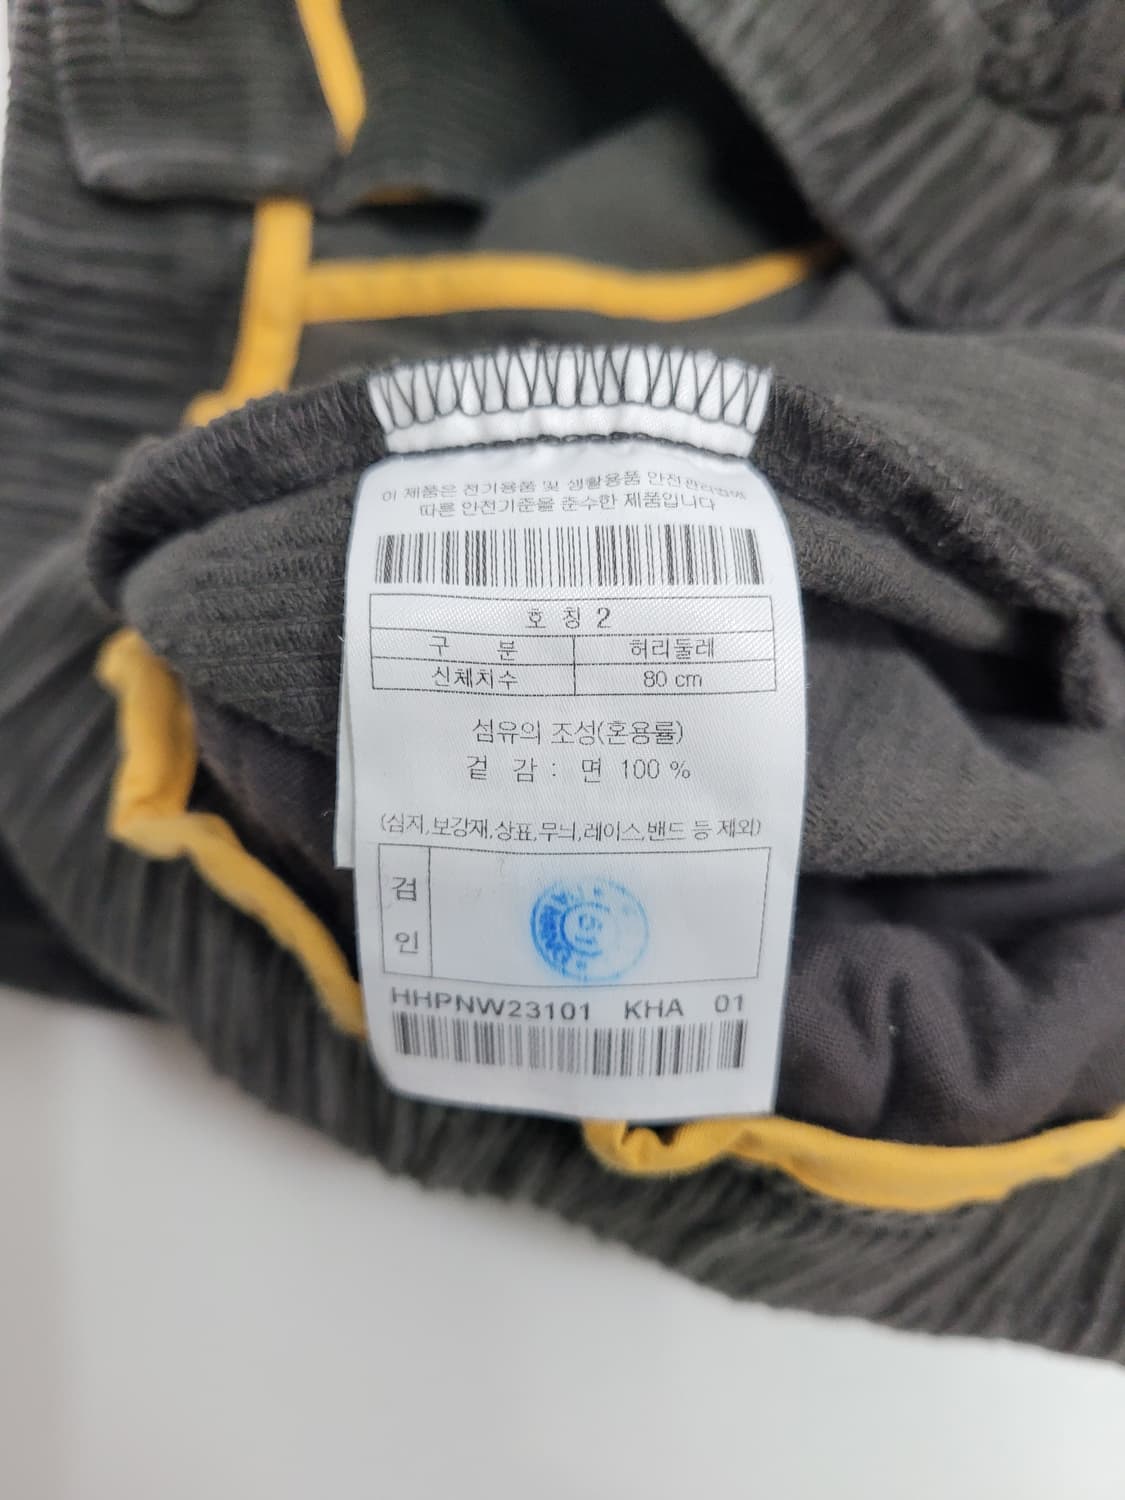 이 제품은 전기용품 및 생활용품 안전관리법에
따른 안전기준을 준수한 제품입니다
호 칭 2
구 분 허리둘레
신체치수 80 cm
섬유의 조성(혼용률)
겉 감 : 면 100 %
(심지,보강재,상표,무늬,레이스,밴드 등 제외)
검
인
HHPNW23101 KHA 01